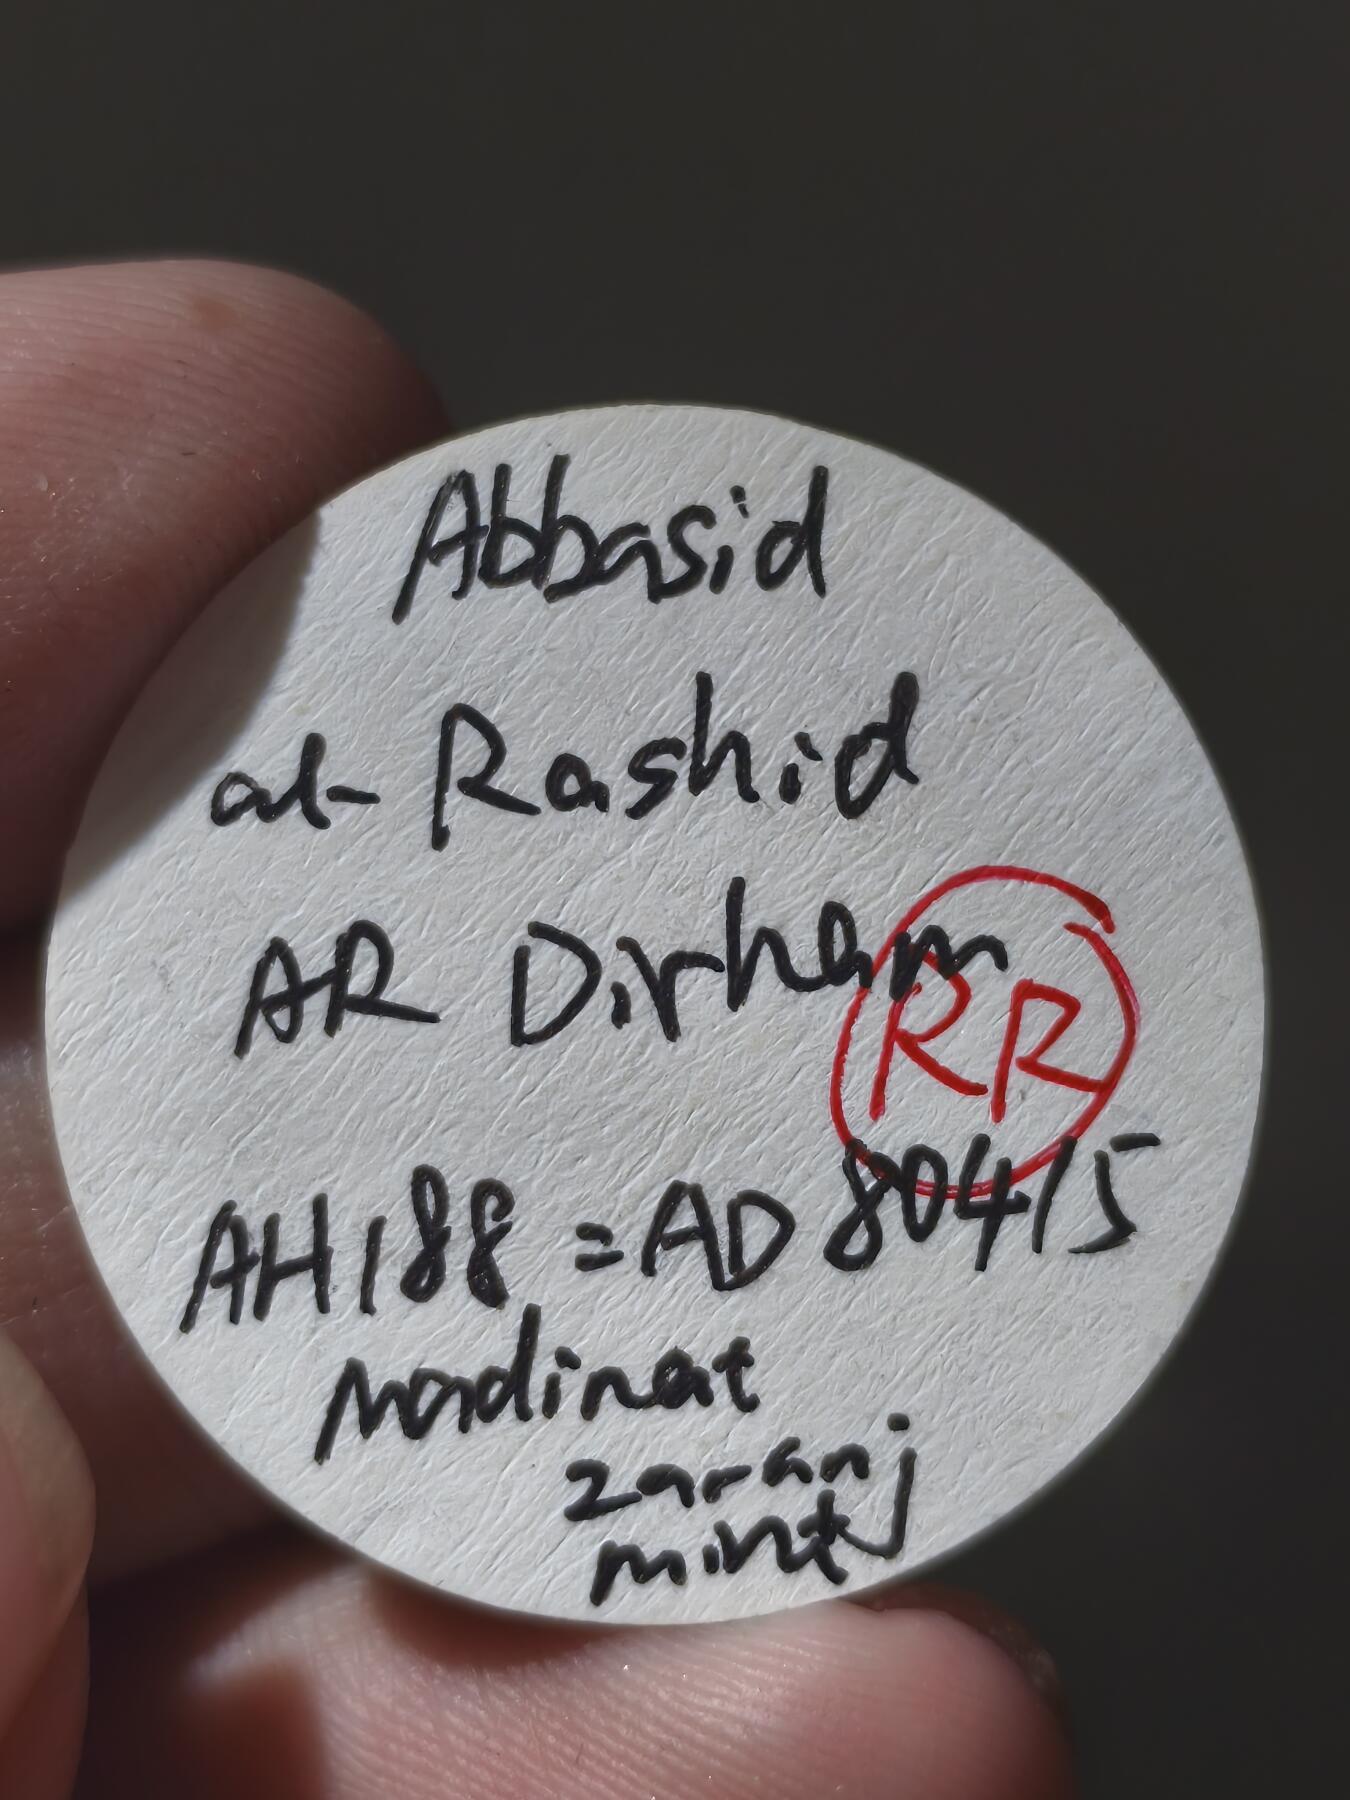 Abbasid
al-Rashid
AR Dirham
RR
AH188 = AD 804/5
Madinat
zaranj
mint